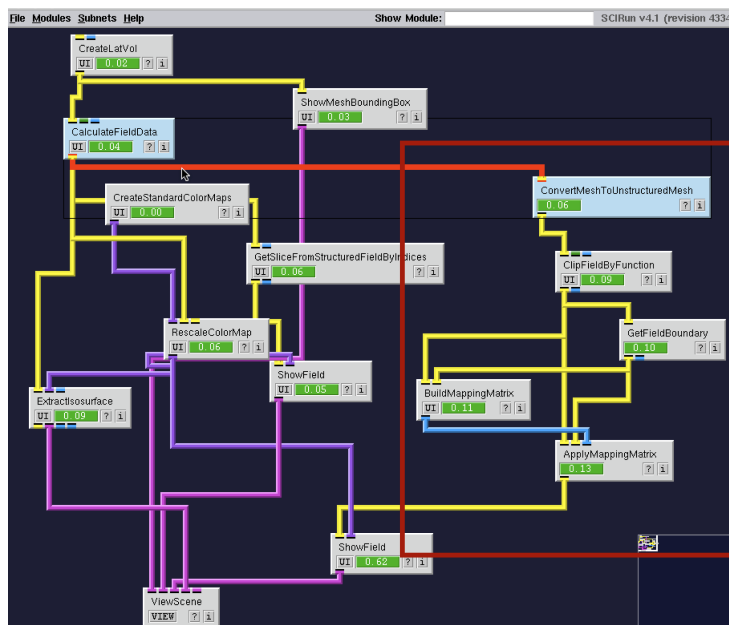 File Modules Subnets Help Show Module: SCIRun v4.1 (revision 4334
CreateLatVol
UI 0.02 ? i
ShowMeshBoundingBox
UI 0.03 ? i
CalculateFieldData
UI 0.04 ? i
ConvertMeshToUnstructuredMesh
0.06 ? i
CreateStandardColorMaps
UI 0.00 ? i
GetSliceFromStructuredFieldByIndices
UI 0.06 ? i
ClipFieldByFunction
UI 0.09 ? i
RescaleColorMap
UI 0.06 ? i
GetFieldBoundary
0.10 ? i
ShowField
UI 0.05 ? i
ExtractIsosurface
UI 0.09 ? i
BuildMappingMatrix
UI 0.11 ? i
ApplyMappingMatrix
0.13 ? i
ShowField
UI 0.62 ? i
ViewScene
VIEW ? i